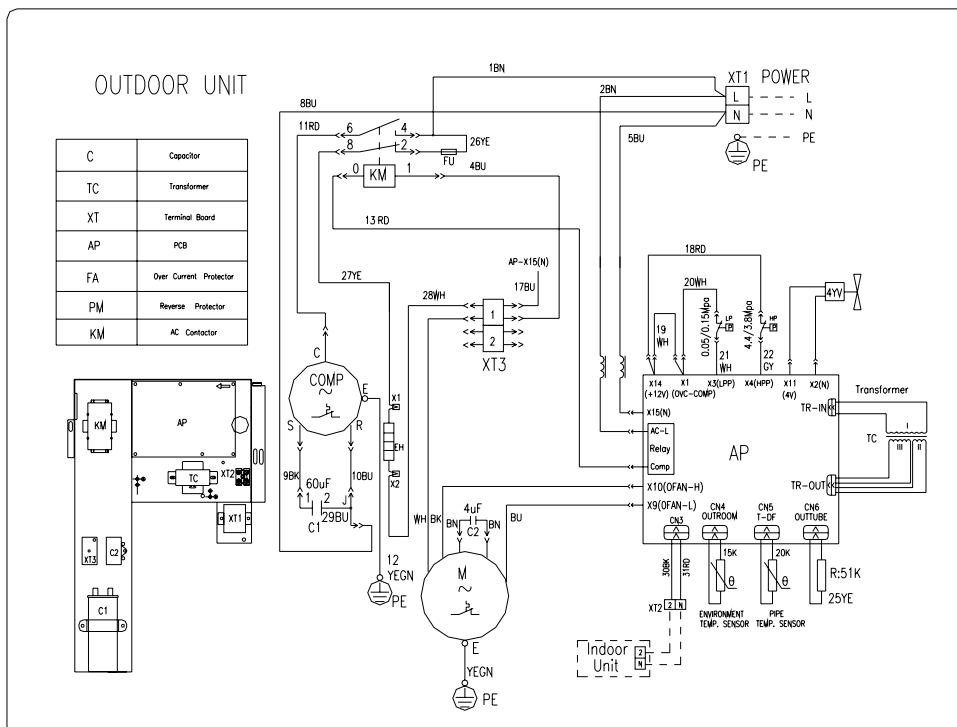 OUTDOOR UNIT
C Capacitor
TC Transformer
XT Terminal Board
AP PCB
FA Over Current Protector
PM Reverse Protector
KM AC Contactor
1BN
XT1 POWER
2BN
L L
N N
PE
PE
8BU
11RD
6 4
8 2
26YE
FU
5BU
0 KM 1
4BU
13 RD
AP-X15(N)
17BU
27YE
28WH
1
2
XT3
18RD
20WH
4YV
0.05/0.15Mpa
LP
P
4.4/3.8Mpa
HP
P
19
WH
21
WH
22
GY
X14
(+12V)
X1
(OVC-COMP)
X3(LPP)
X4(HPP)
X11
(4V)
X2(N)
X15(N)
AC-L
Relay
Comp
AP
X10(OFAN-H)
X9(OFAN-L)
TR-IN
TR-OUT
Transformer
TC
I
III
II
CN3
CN4
OUTROOM
CN5
T-DF
CN6
OUTTUBE
30BK
31RD
15K
θ
20K
θ
R:51K
25YE
XT2 2 N
ENVIRONMENT
TEMP. SENSOR
PIPE
TEMP. SENSOR
Indoor
Unit
2
N
C
COMP
~
E
S
R
X1
EH
X2
9BK
60uF
1 2
C1
J
10BU
29BU
12
YEGN
PE
WH
BK
4uF
BN
C2
BN
BU
M
~
E
YEGN
PE
KM
AP
TC
XT2
XT1
XT3
C2
C1